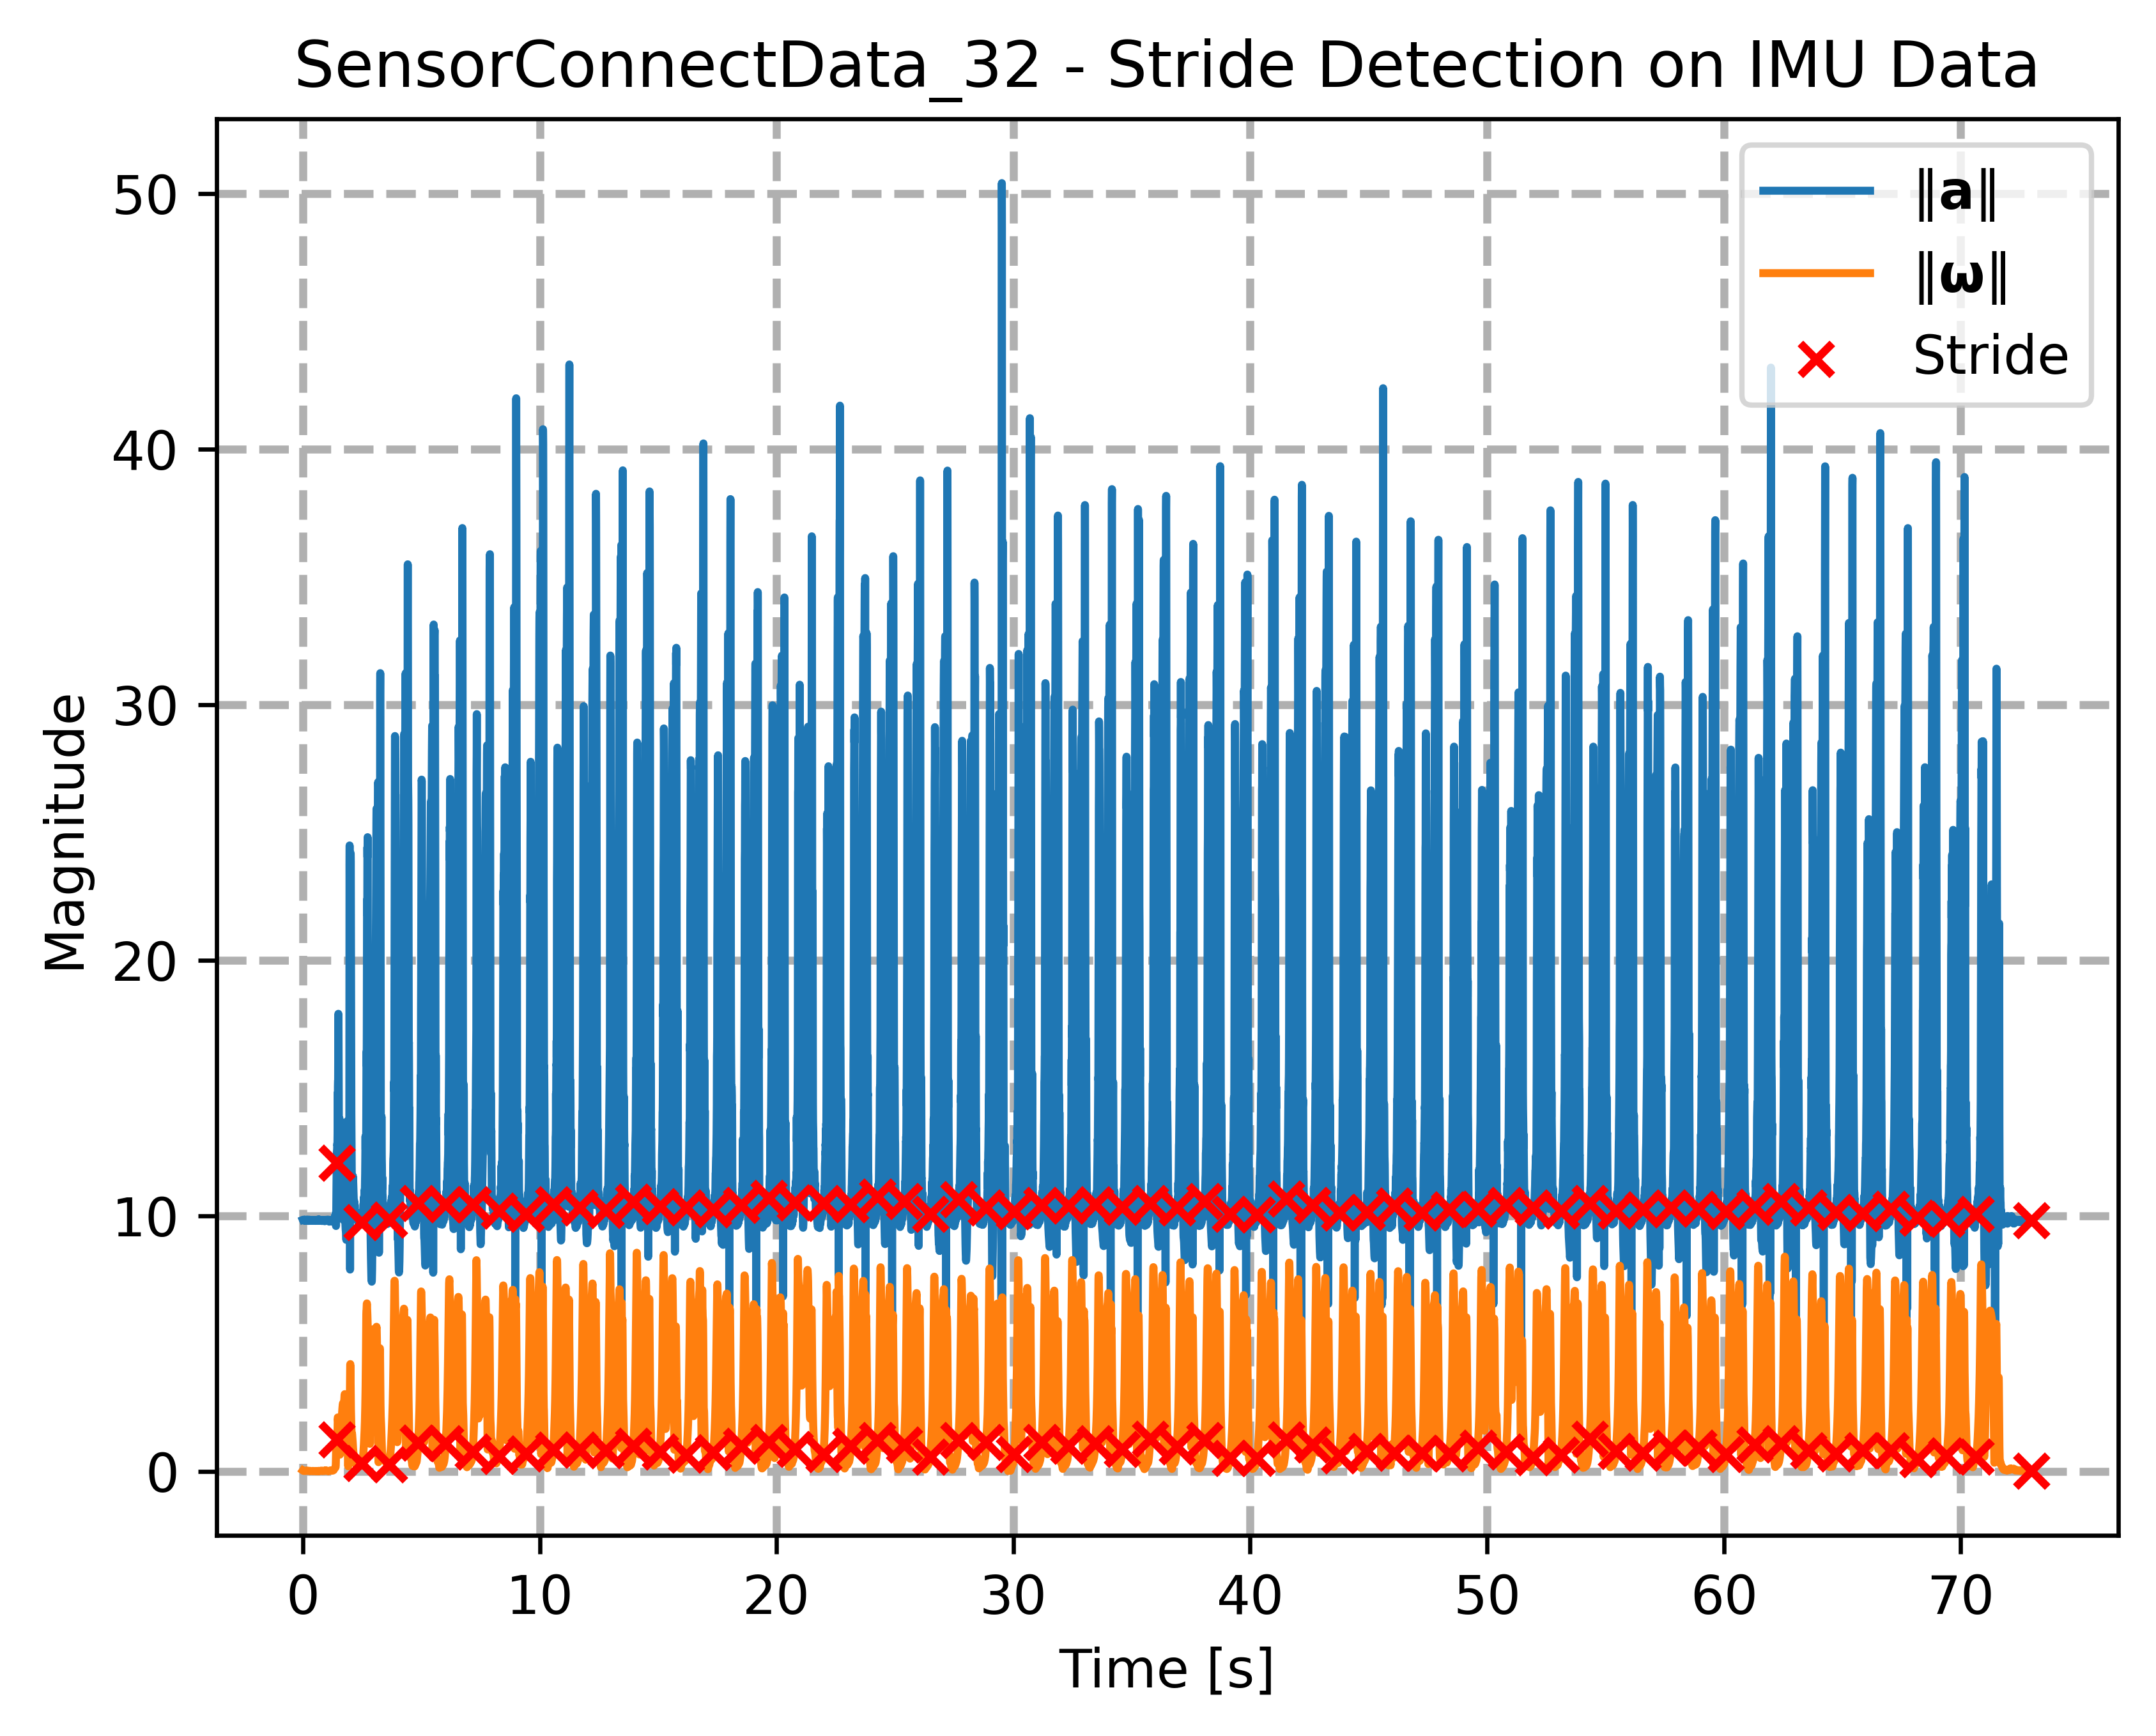 SensorConnectData_32 - Stride Detection on IMU Data
50
40
30
20
10
0
Magnitude
‖a‖
‖ω‖
Stride
0 10 20 30 40 50 60 70
Time [s]